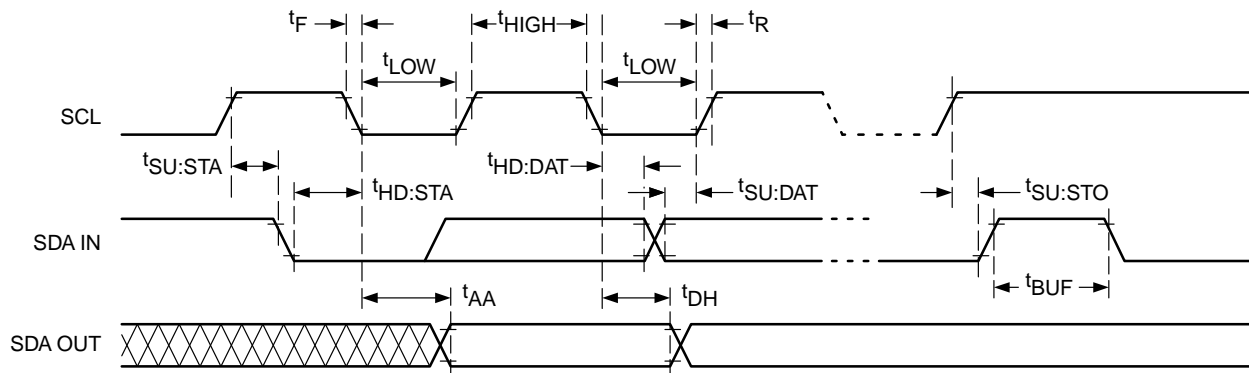 tF
tHIGH
tR
tLOW
tLOW
SCL
tSU:STA
tHD:DAT
tHD:STA
tSU:DAT
tSU:STO
SDA IN
tBUF
tAA
tDH
SDA OUT